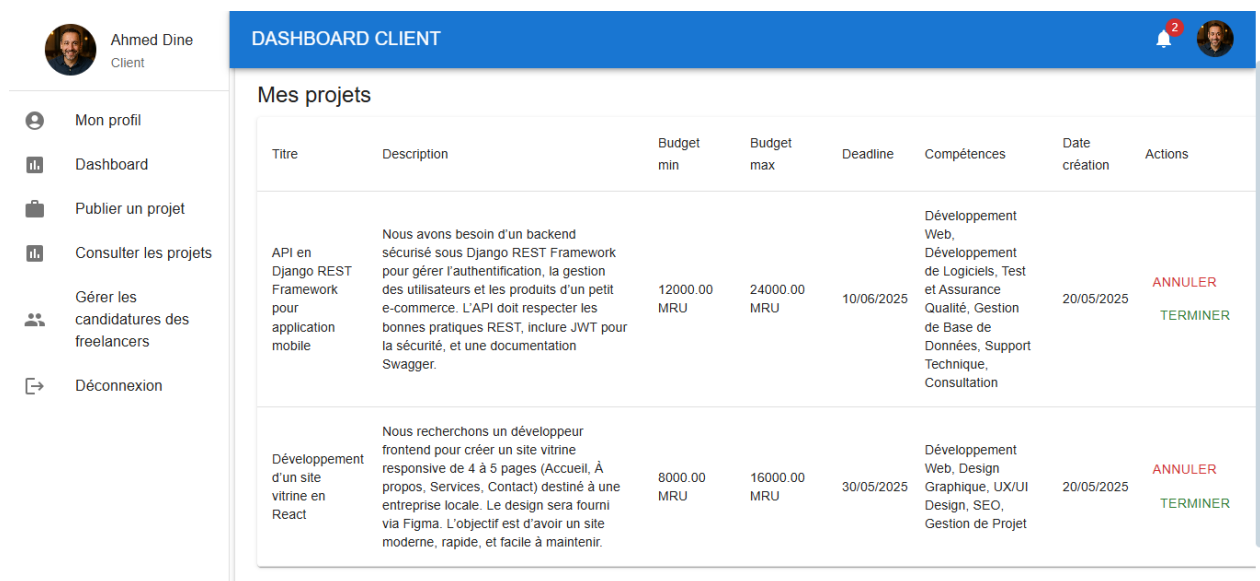 Ahmed Dine
Client
DASHBOARD CLIENT
2
Mon profil
Dashboard
Publier un projet
Consulter les projets
Gérer les
candidatures des
freelancers
Déconnexion
Mes projets
Titre
Description
Budget
min
Budget
max
Deadline
Compétences
Date
création
Actions
API en
Django REST
Framework
pour
application
mobile
Nous avons besoin d’un backend
sécurisé sous Django REST Framework
pour gérer l’authentification, la gestion
des utilisateurs et les produits d’un petit
e-commerce. L’API doit respecter les
bonnes pratiques REST, inclure JWT pour
la sécurité, et une documentation
Swagger.
12000.00
MRU
24000.00
MRU
10/06/2025
Développement
Web,
Développement
de Logiciels, Test
et Assurance
Qualité, Gestion
de Base de
Données, Support
Technique,
Consultation
20/05/2025
ANNULER
TERMINER
Développement
d’un site
vitrine en
React
Nous recherchons un développeur
frontend pour créer un site vitrine
responsive de 4 à 5 pages (Accueil, À
propos, Services, Contact) destiné à une
entreprise locale. Le design sera fourni
via Figma. L’objectif est d’avoir un site
moderne, rapide, et facile à maintenir.
8000.00
MRU
16000.00
MRU
30/05/2025
Développement
Web, Design
Graphique, UX/UI
Design, SEO,
Gestion de Projet
20/05/2025
ANNULER
TERMINER